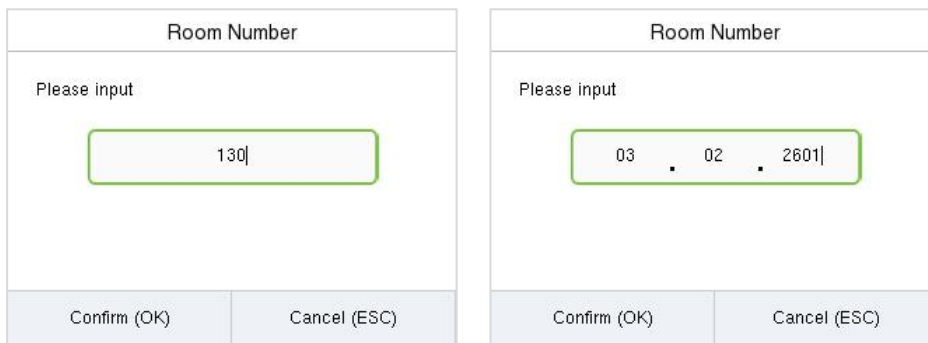 Room Number
Please input
130
Confirm (OK) Cancel (ESC)
Room Number
Please input
03 . 02 . 2601
Confirm (OK) Cancel (ESC)